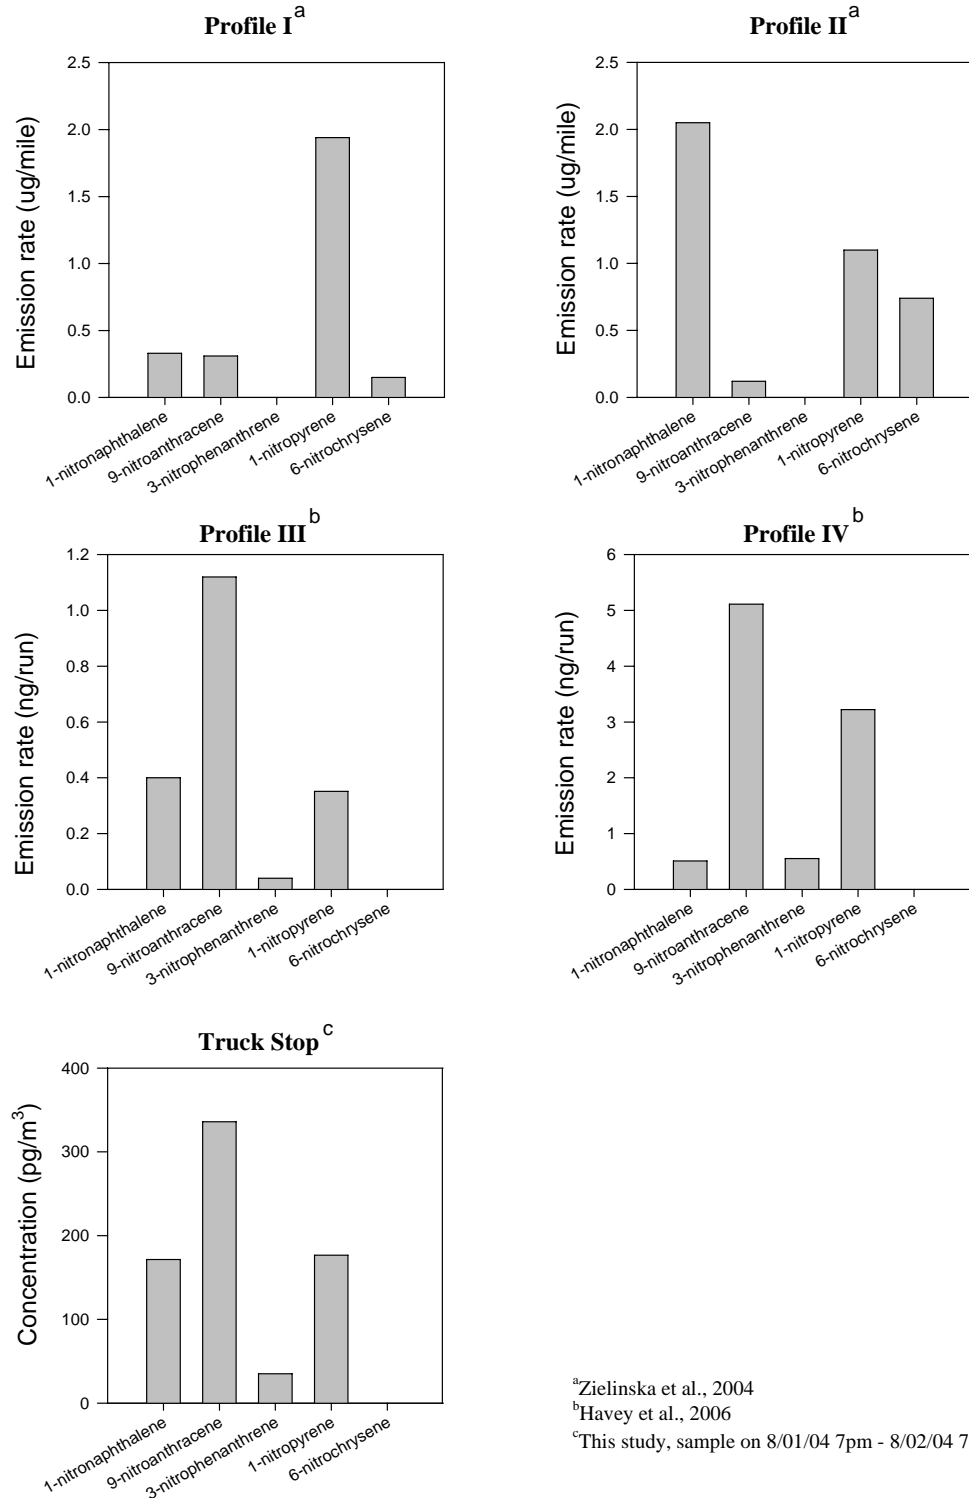 Profile I a
Emission rate (ug/mile)
2.5
2.0
1.5
1.0
0.5
0.0
1-nitronaphthalene
9-nitroanthracene
3-nitrophenanthrene
1-nitropyrene
6-nitrochrysene
Profile II a
Emission rate (ug/mile)
2.5
2.0
1.5
1.0
0.5
0.0
1-nitronaphthalene
9-nitroanthracene
3-nitrophenanthrene
1-nitropyrene
6-nitrochrysene
Profile III b
Emission rate (ng/run)
1.2
1.0
0.8
0.6
0.4
0.2
0.0
1-nitronaphthalene
9-nitroanthracene
3-nitrophenanthrene
1-nitropyrene
6-nitrochrysene
Profile IV b
Emission rate (ng/run)
6
5
4
3
2
1
0
1-nitronaphthalene
9-nitroanthracene
3-nitrophenanthrene
1-nitropyrene
6-nitrochrysene
Truck Stop c
Concentration (pg/m³)
400
300
200
100
0
1-nitronaphthalene
9-nitroanthracene
3-nitrophenanthrene
1-nitropyrene
6-nitrochrysene
aZielinska et al., 2004
bHavey et al., 2006
cThis study, sample on 8/01/04 7pm - 8/02/04 7